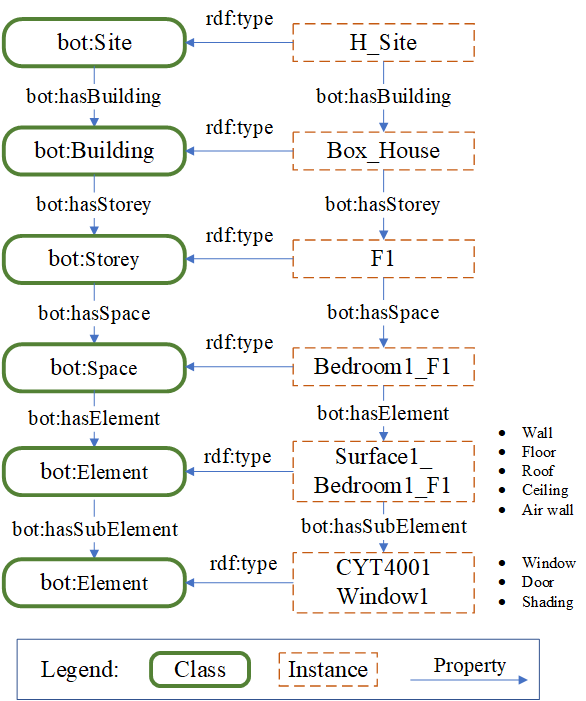 rdf:type
bot:Site
H_Site
bot:hasBuilding
bot:hasBuilding
rdf:type
bot:Building
Box_House
bot:hasStorey
bot:hasStorey
rdf:type
bot:Storey
F1
bot:hasSpace
bot:hasSpace
rdf:type
bot:Space
Bedroom1_F1
bot:hasElement
bot:hasElement
rdf:type
bot:Element
Surface1_
Bedroom1_F1
• Wall
• Floor
• Roof
• Ceiling
• Air wall
bot:hasSubElement
bot:hasSubElement
rdf:type
bot:Element
CYT4001
Window1
• Window
• Door
• Shading
Legend:
Class
Instance
Property